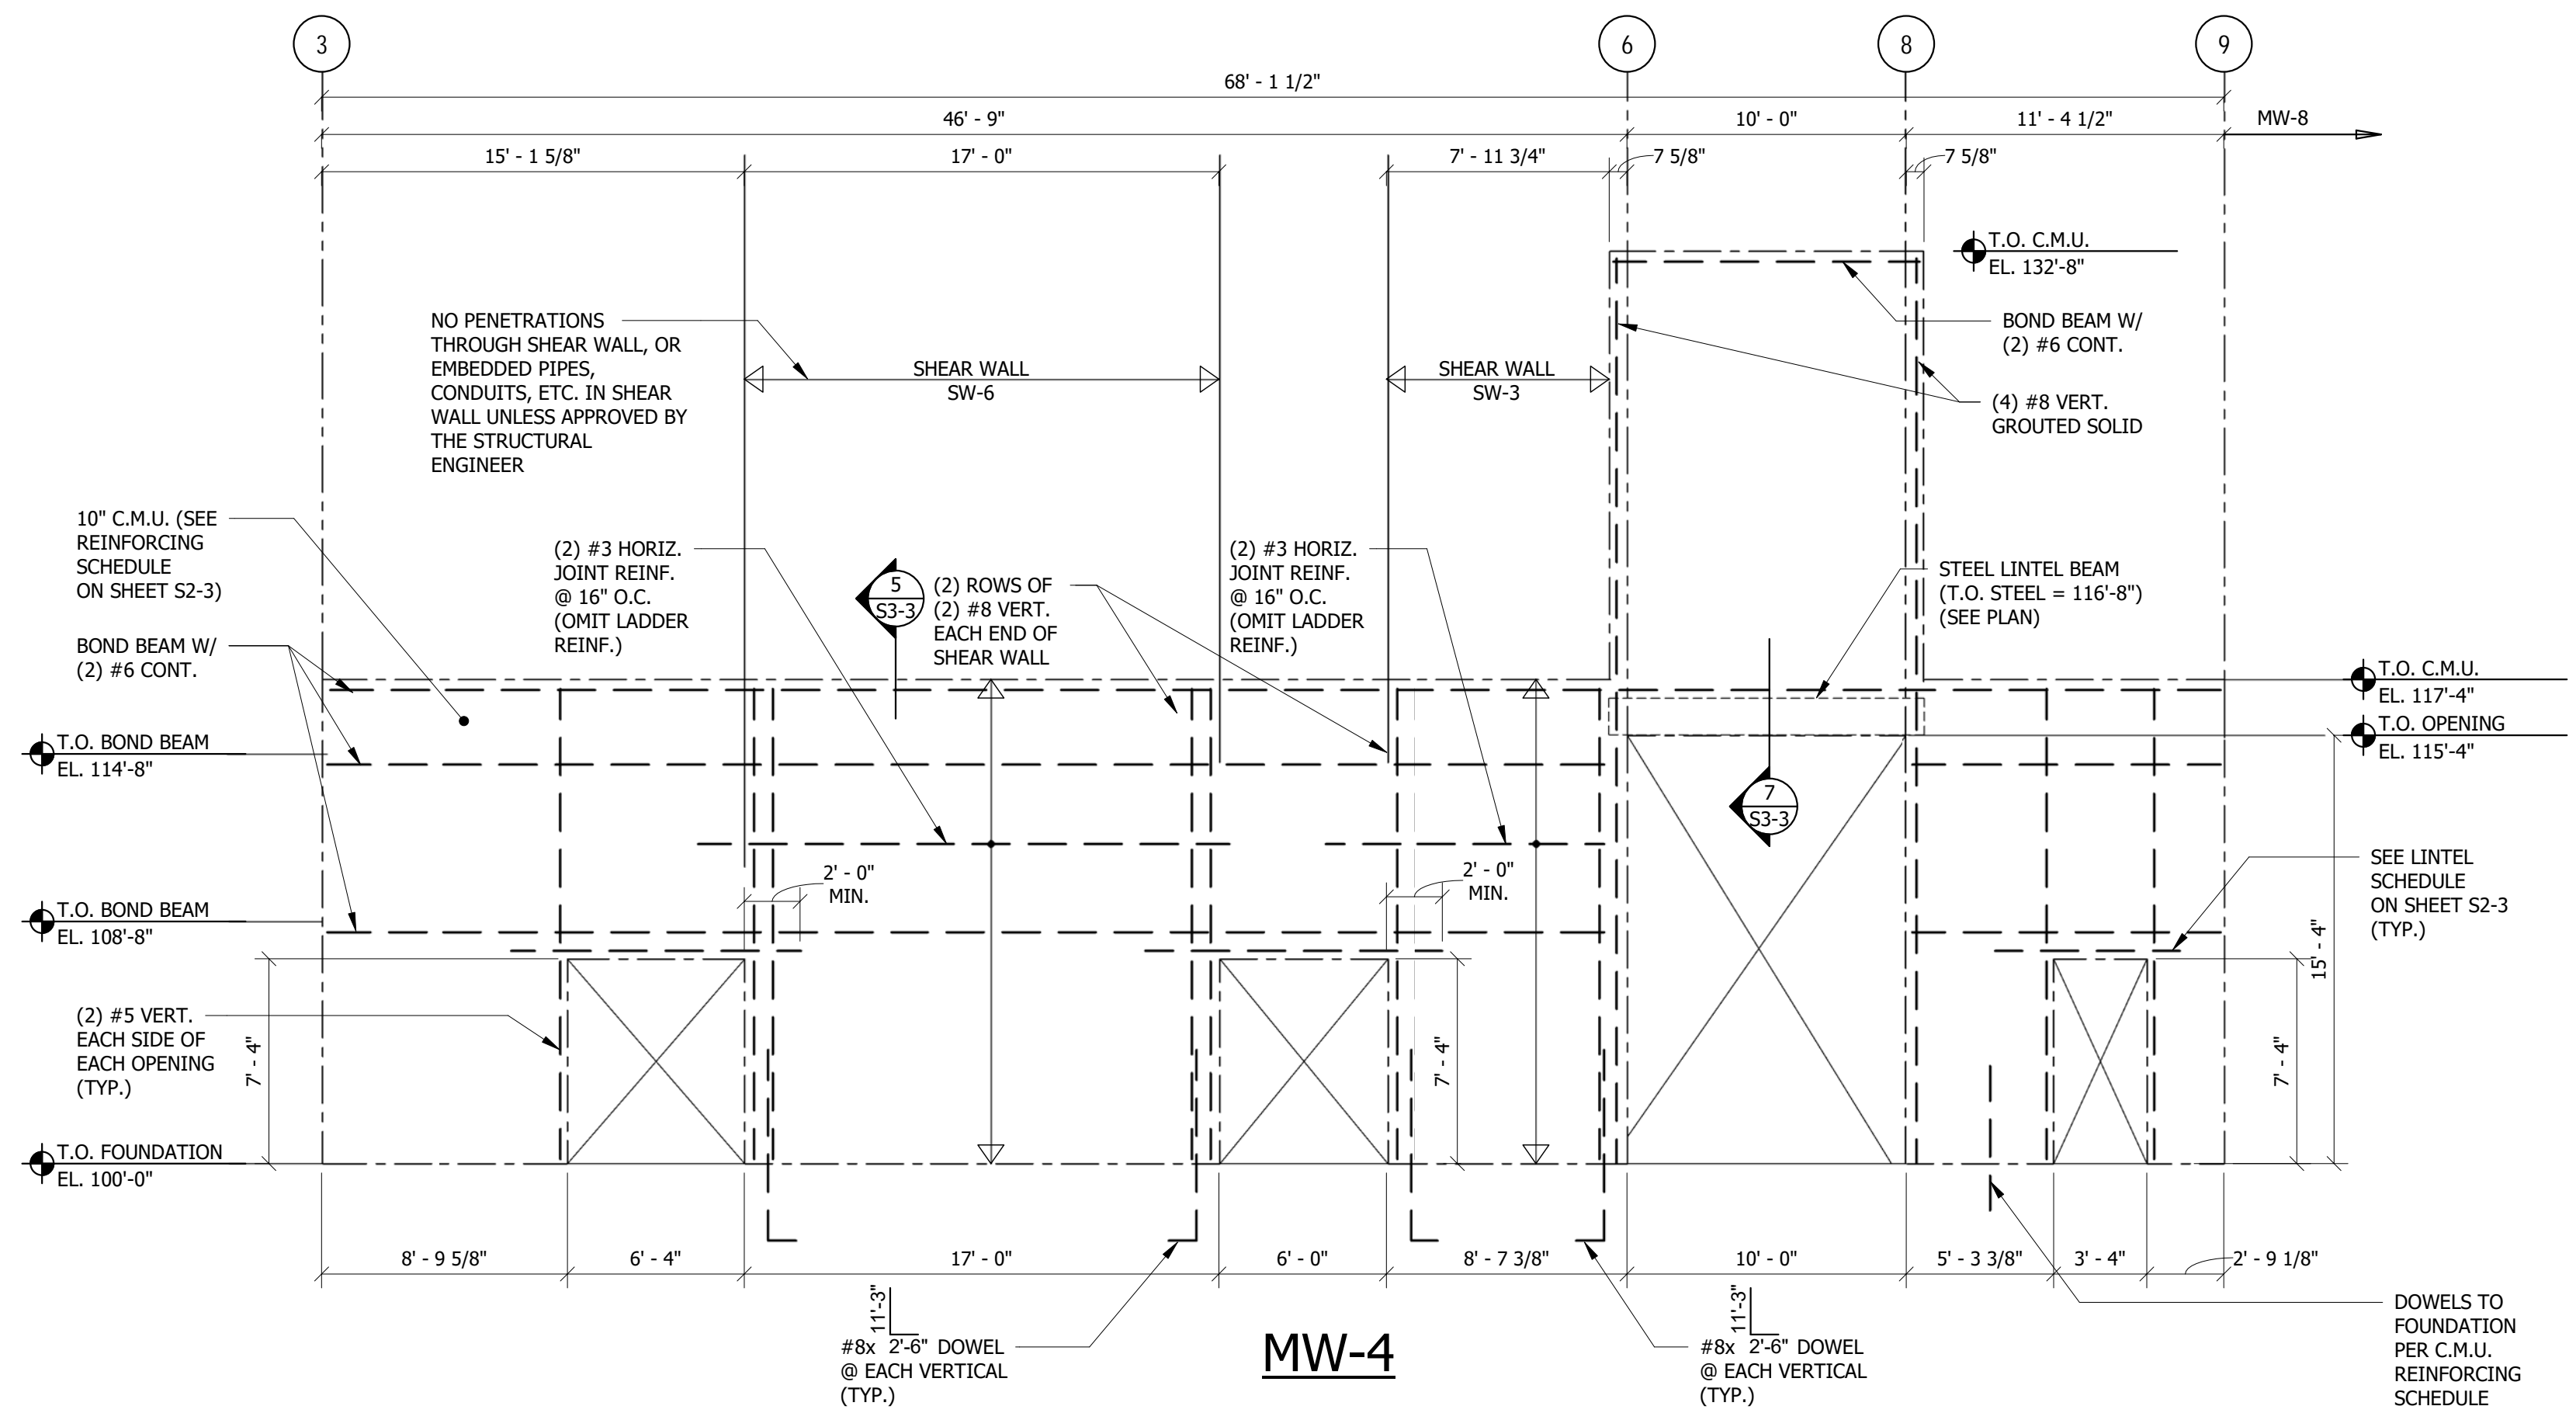 3
6
8
9
68' - 1 1/2"
46' - 9"
10' - 0"
11' - 4 1/2"
MW-8
15' - 1 5/8"
17' - 0"
7' - 11 3/4"
7 5/8"
7 5/8"
T.O. C.M.U.
EL. 132'-8"
NO PENETRATIONS
THROUGH SHEAR WALL, OR
EMBEDDED PIPES,
CONDUITS, ETC. IN SHEAR
WALL UNLESS APPROVED BY
THE STRUCTURAL
ENGINEER
SHEAR WALL
SW-6
SHEAR WALL
SW-3
BOND BEAM W/
(2) #6 CONT.
(4) #8 VERT.
GROUTED SOLID
10" C.M.U. (SEE
REINFORCING
SCHEDULE
ON SHEET S2-3)
(2) #3 HORIZ.
JOINT REINF.
@ 16" O.C.
(OMIT LADDER
REINF.)
5
S3-3
(2) ROWS OF
(2) #8 VERT.
EACH END OF
SHEAR WALL
(2) #3 HORIZ.
JOINT REINF.
@ 16" O.C.
(OMIT LADDER
REINF.)
STEEL LINTEL BEAM
(T.O. STEEL = 116'-8")
(SEE PLAN)
BOND BEAM W/
(2) #6 CONT.
T.O. C.M.U.
EL. 117'-4"
T.O. OPENING
EL. 115'-4"
T.O. BOND BEAM
EL. 114'-8"
7
S3-3
2' - 0"
MIN.
2' - 0"
MIN.
SEE LINTEL
SCHEDULE
ON SHEET S2-3
(TYP.)
T.O. BOND BEAM
EL. 108'-8"
15' - 4"
(2) #5 VERT.
EACH SIDE OF
EACH OPENING
(TYP.)
7' - 4"
7' - 4"
7' - 4"
T.O. FOUNDATION
EL. 100'-0"
8' - 9 5/8"
6' - 4"
17' - 0"
6' - 0"
8' - 7 3/8"
10' - 0"
5' - 3 3/8"
3' - 4"
2' - 9 1/8"
11'-3"
#8x 2'-6" DOWEL
@ EACH VERTICAL
(TYP.)
MW-4
11'-3"
#8x 2'-6" DOWEL
@ EACH VERTICAL
(TYP.)
DOWELS TO
FOUNDATION
PER C.M.U.
REINFORCING
SCHEDULE